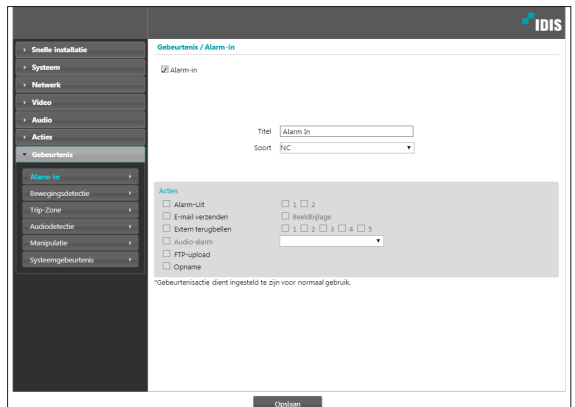 IDIS
Snelle installatie
Systeem
Netwerk
Video
Audio
Acties
Gebeurtenis
Alarm-in
Bewegingsdetectie
Trip-Zone
Audiodetectie
Manipulatie
Systeemgebeurtenis
Gebeurtenis / Alarm-in
Alarm-in
Titel Alarm In
Soort NC
Acties
Alarm-Uit 1 2
E-mail verzenden Beeldbijlage
Extern terugbellen 1 2 3 4 5
Audio-alarm
FTP-upload
Opname
*Gebeurtenisactie dient ingesteld te zijn voor normaal gebruik.
Opslaan